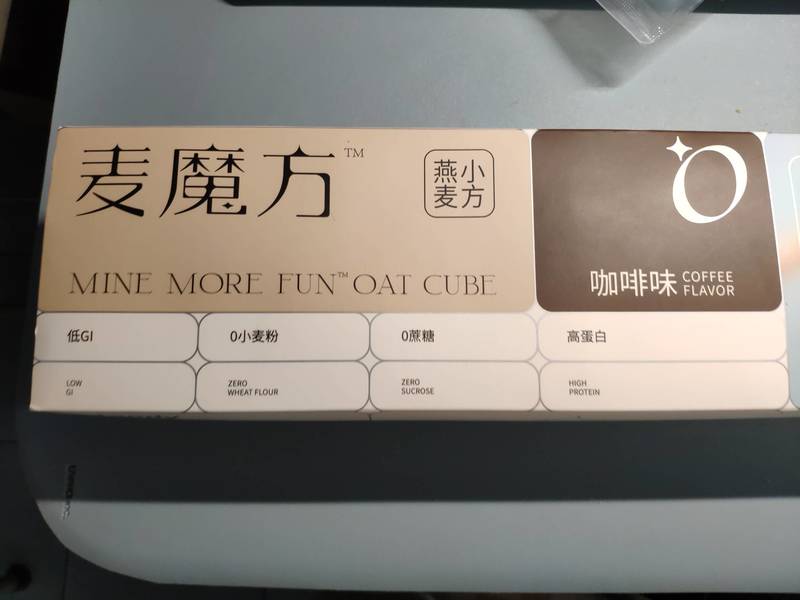 麦魔方™
燕小
麦方
MINE MORE FUN™ OAT CUBE
咖啡味 COFFEE
FLAVOR
低GI
0小麦粉
0蔗糖
高蛋白
LOW
GI
ZERO
WHEAT FLOUR
ZERO
SUCROSE
HIGH
PROTEIN